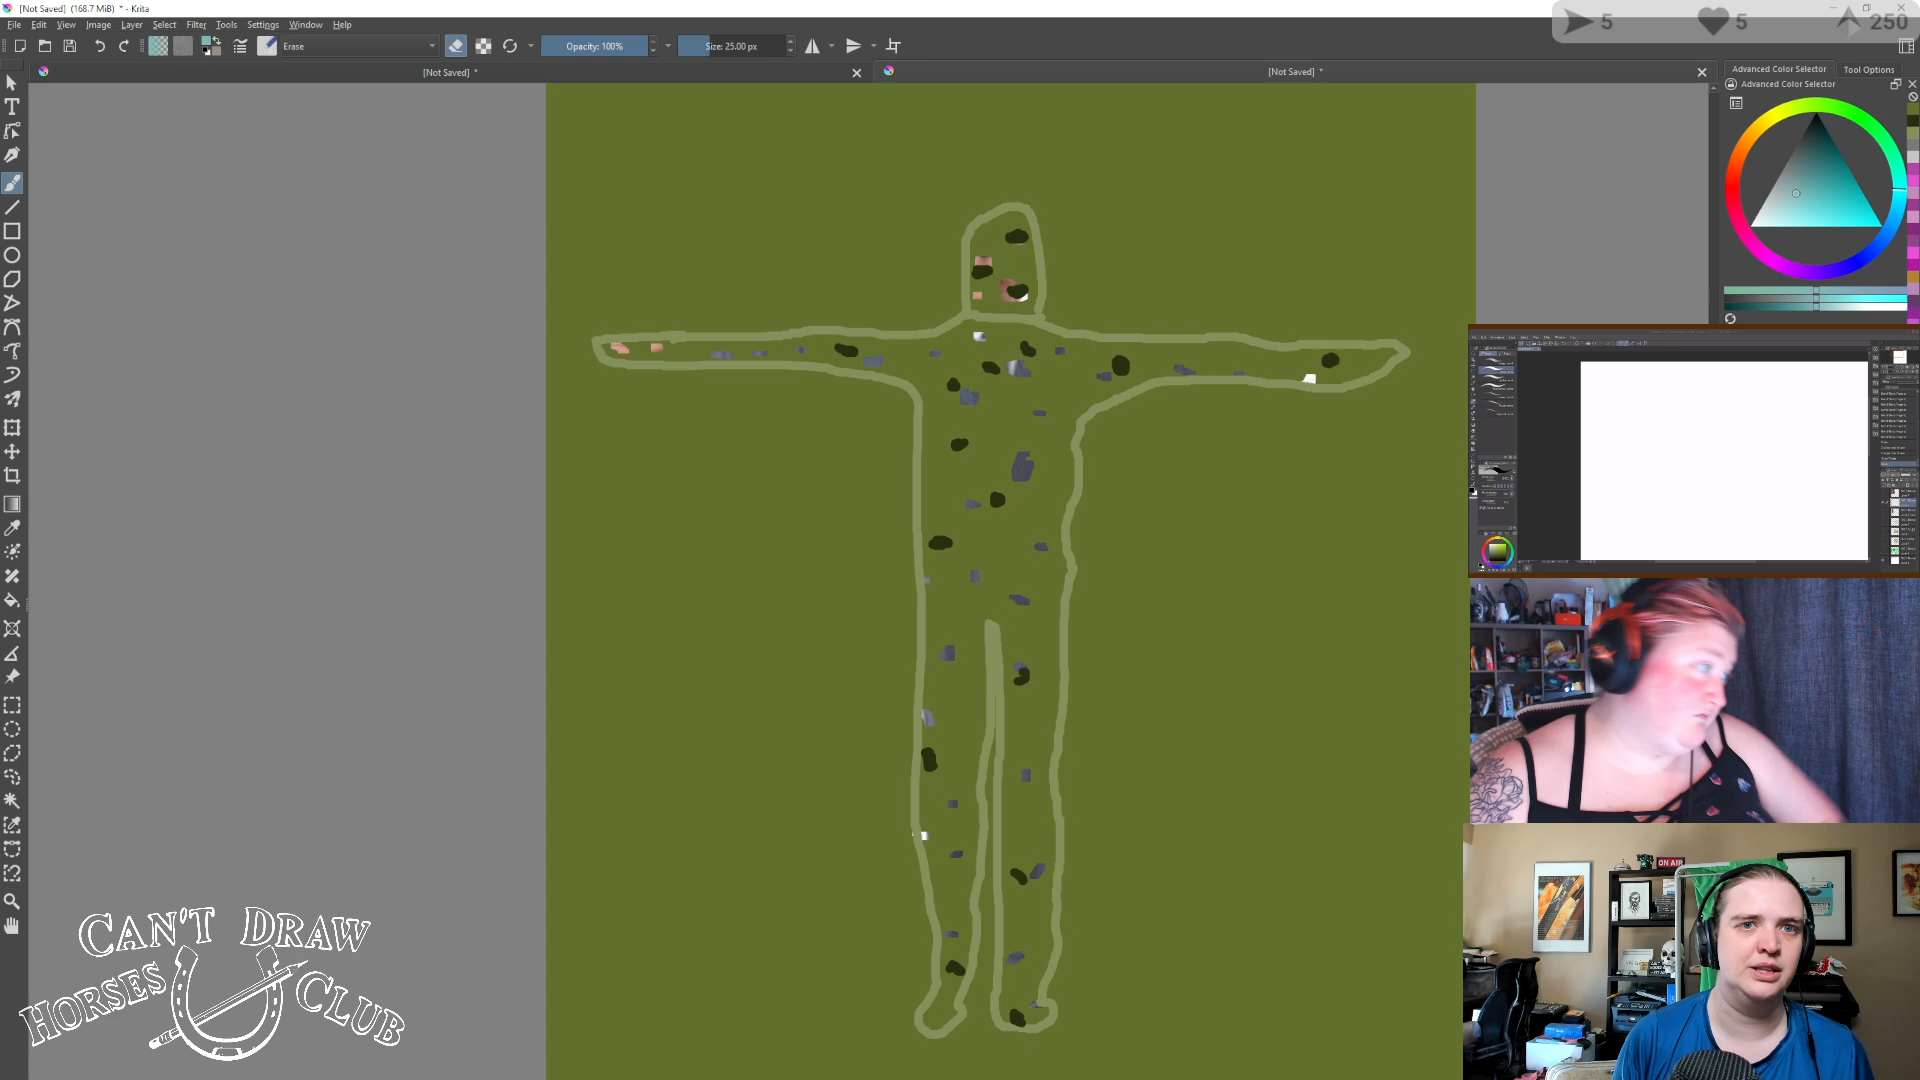 [Not Saved] (168.7 MiB) * - Krita
File Edit View Image Layer Select Filter Tools Settings Window Help
Erase
Opacity: 100%
Size: 25.00 px
5
5
250
[Not Saved] *
[Not Saved] *
Advanced Color Selector
Tool Options
Advanced Color Selector
ON AIR
CAN'T DRAW
HORSES CLUB